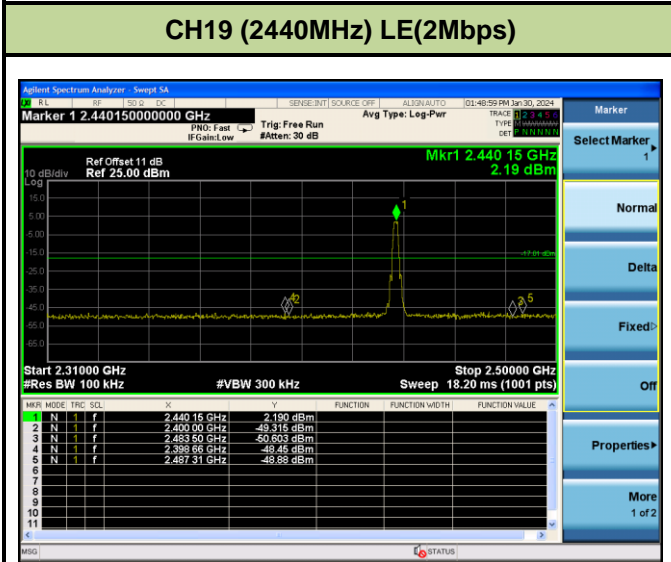 CH19 (2440MHz) LE(2Mbps)
Agilent Spectrum Analyzer - Swept SA
RL RF 50 Ω DC SENSE:INT SOURCE OFF ALIGNAUTO 01:48:59 PM Jan 30, 2024
Marker 1 2.440150000000 GHz
PNO: Fast
IFGain:Low
Trig: Free Run
#Atten: 30 dB
Avg Type: Log-Pwr
TRACE 1 2 3 4 5 6
TYPE M WWWWW
DET P N N N N N
Ref Offset 11 dB
10 dB/div Ref 25.00 dBm
Log
Mkr1 2.440 15 GHz
2.19 dBm
15.0
5.00
-5.00
-15.0
-25.0
-35.0
-45.0
-55.0
-65.0
1
-17.01 dBm
Start 2.31000 GHz
Stop 2.50000 GHz
#Res BW 100 kHz #VBW 300 kHz Sweep 18.20 ms (1001 pts)
MKR MODE TRC SCL X Y FUNCTION FUNCTION WIDTH FUNCTION VALUE
1 N 1 f 2.440 15 GHz 2.190 dBm
2 N 1 f 2.400 00 GHz -49.315 dBm
3 N 1 f 2.483 50 GHz -50.603 dBm
4 N 1 f 2.398 66 GHz -48.45 dBm
5 N 1 f 2.487 31 GHz -48.88 dBm
6
7
8
9
10
11
MSG STATUS
Marker
Select Marker
1
Normal
Delta
Fixed
Off
Properties
More
1 of 2